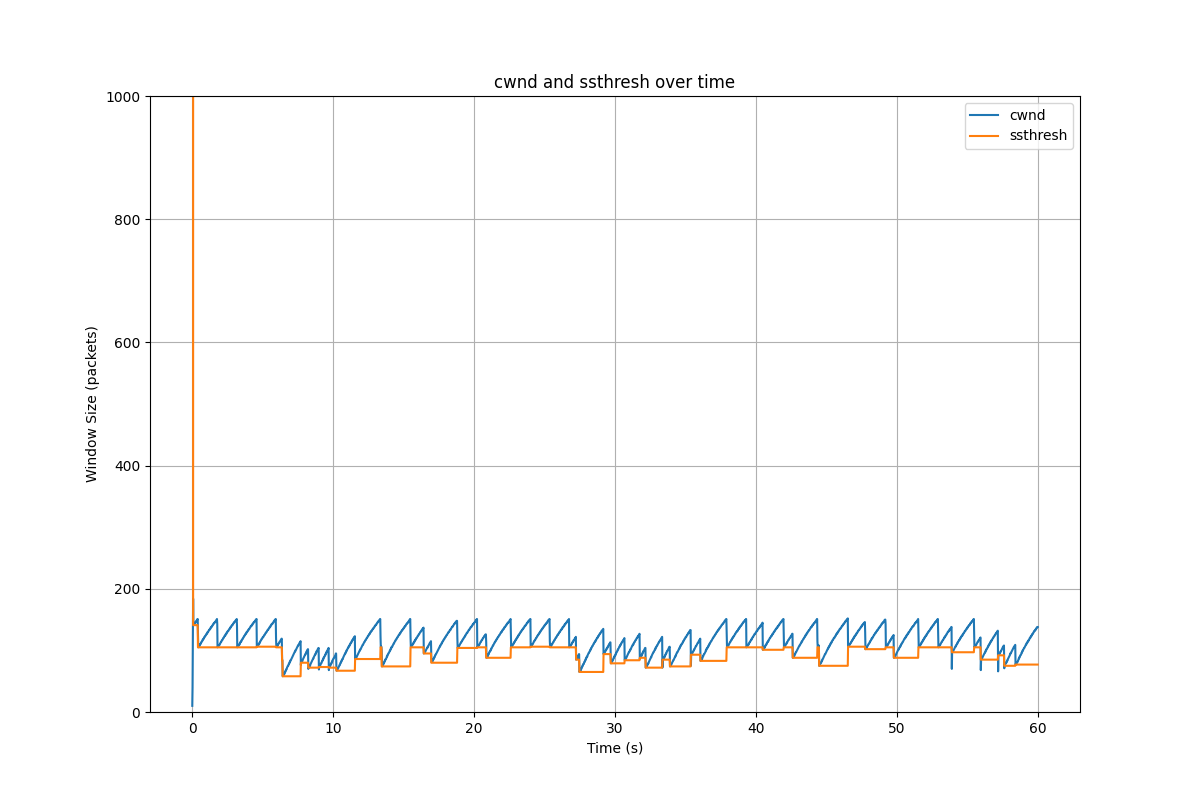 cwnd and ssthresh over time
1000
800
600
400
200
0
Window Size (packets)
cwnd
ssthresh
0 10 20 30 40 50 60
Time (s)